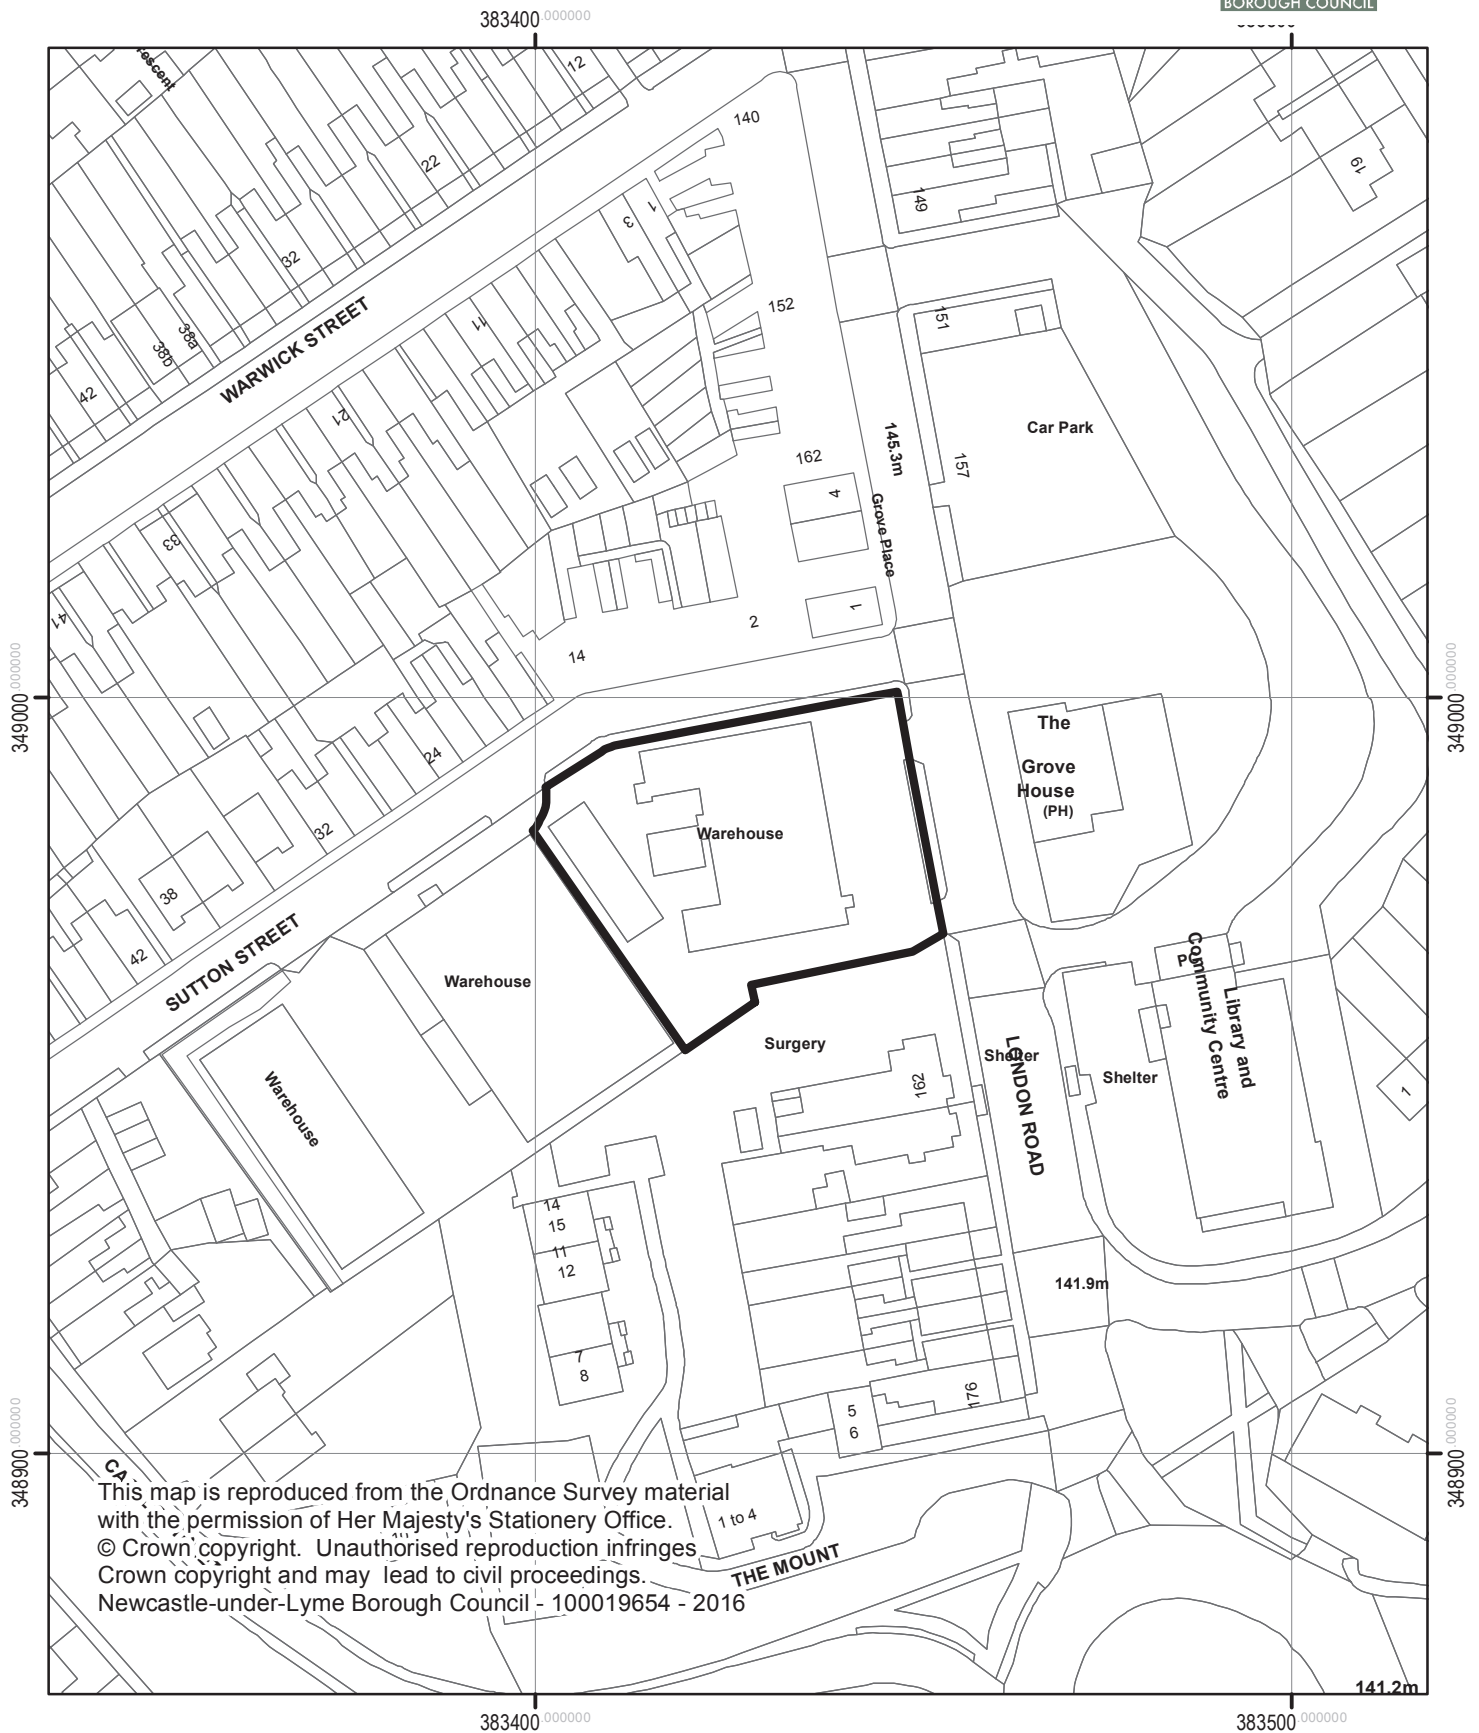 BOROUGH COUNCIL
383400.000000
rescent
12
140
22
149
19
32
3
1
152
151
WARWICK STREET
11
38a
38b
42
21
145.3m
Car Park
162
157
4
Grove Place
33
41
1
2
14
349000.000000
349000.000000
The
Grove
House
(PH)
24
32
Warehouse
38
42
SUTTON STREET
Warehouse
Surgery
Shelter
LONDON ROAD
Shelter
Library and
Community Centre
162
1
Warehouse
14
15
11
12
141.9m
7
8
176
5
6
348900.000000
348900.000000
This map is reproduced from the Ordnance Survey material
with the permission of Her Majesty's Stationery Office.
© Crown copyright. Unauthorised reproduction infringes
Crown copyright and may lead to civil proceedings.
Newcastle-under-Lyme Borough Council - 100019654 - 2016
1 to 4
THE MOUNT
141.2m
383400.000000
383500.000000